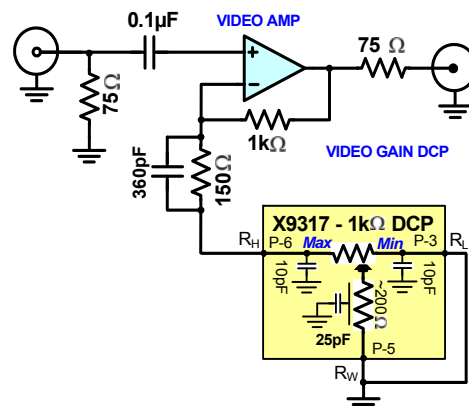 0.1µF
VIDEO AMP
75 Ω
75Ω
1kΩ
VIDEO GAIN DCP
360pF
150Ω
X9317 - 1kΩ DCP
RH
P-6
Max
Min
P-3
RL
10pF
10pF
~200Ω
25pF
P-5
RW